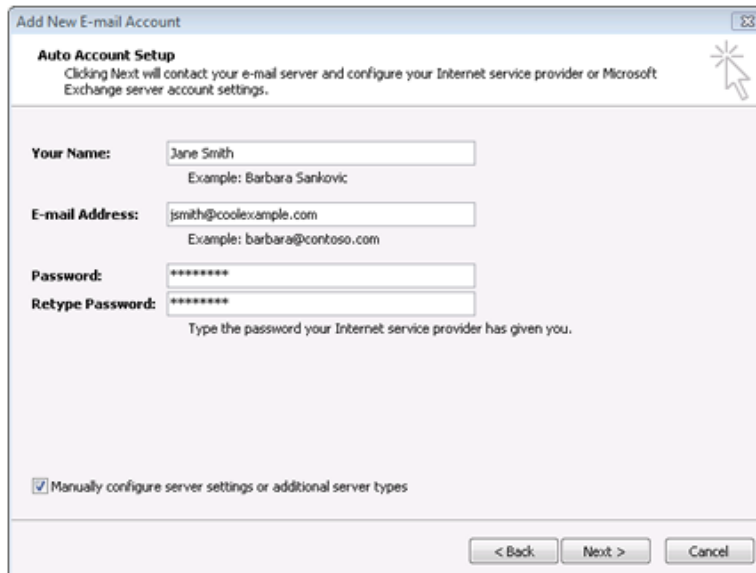 Add New E-mail Account
Auto Account Setup
Clicking Next will contact your e-mail server and configure your Internet service provider or Microsoft
Exchange server account settings.
Your Name:
Jane Smith
Example: Barbara Sankovic
E-mail Address:
jsmith@coolexample.com
Example: barbara@contoso.com
Password:
********
Retype Password:
********
Type the password your Internet service provider has given you.
Manually configure server settings or additional server types
< Back
Next >
Cancel